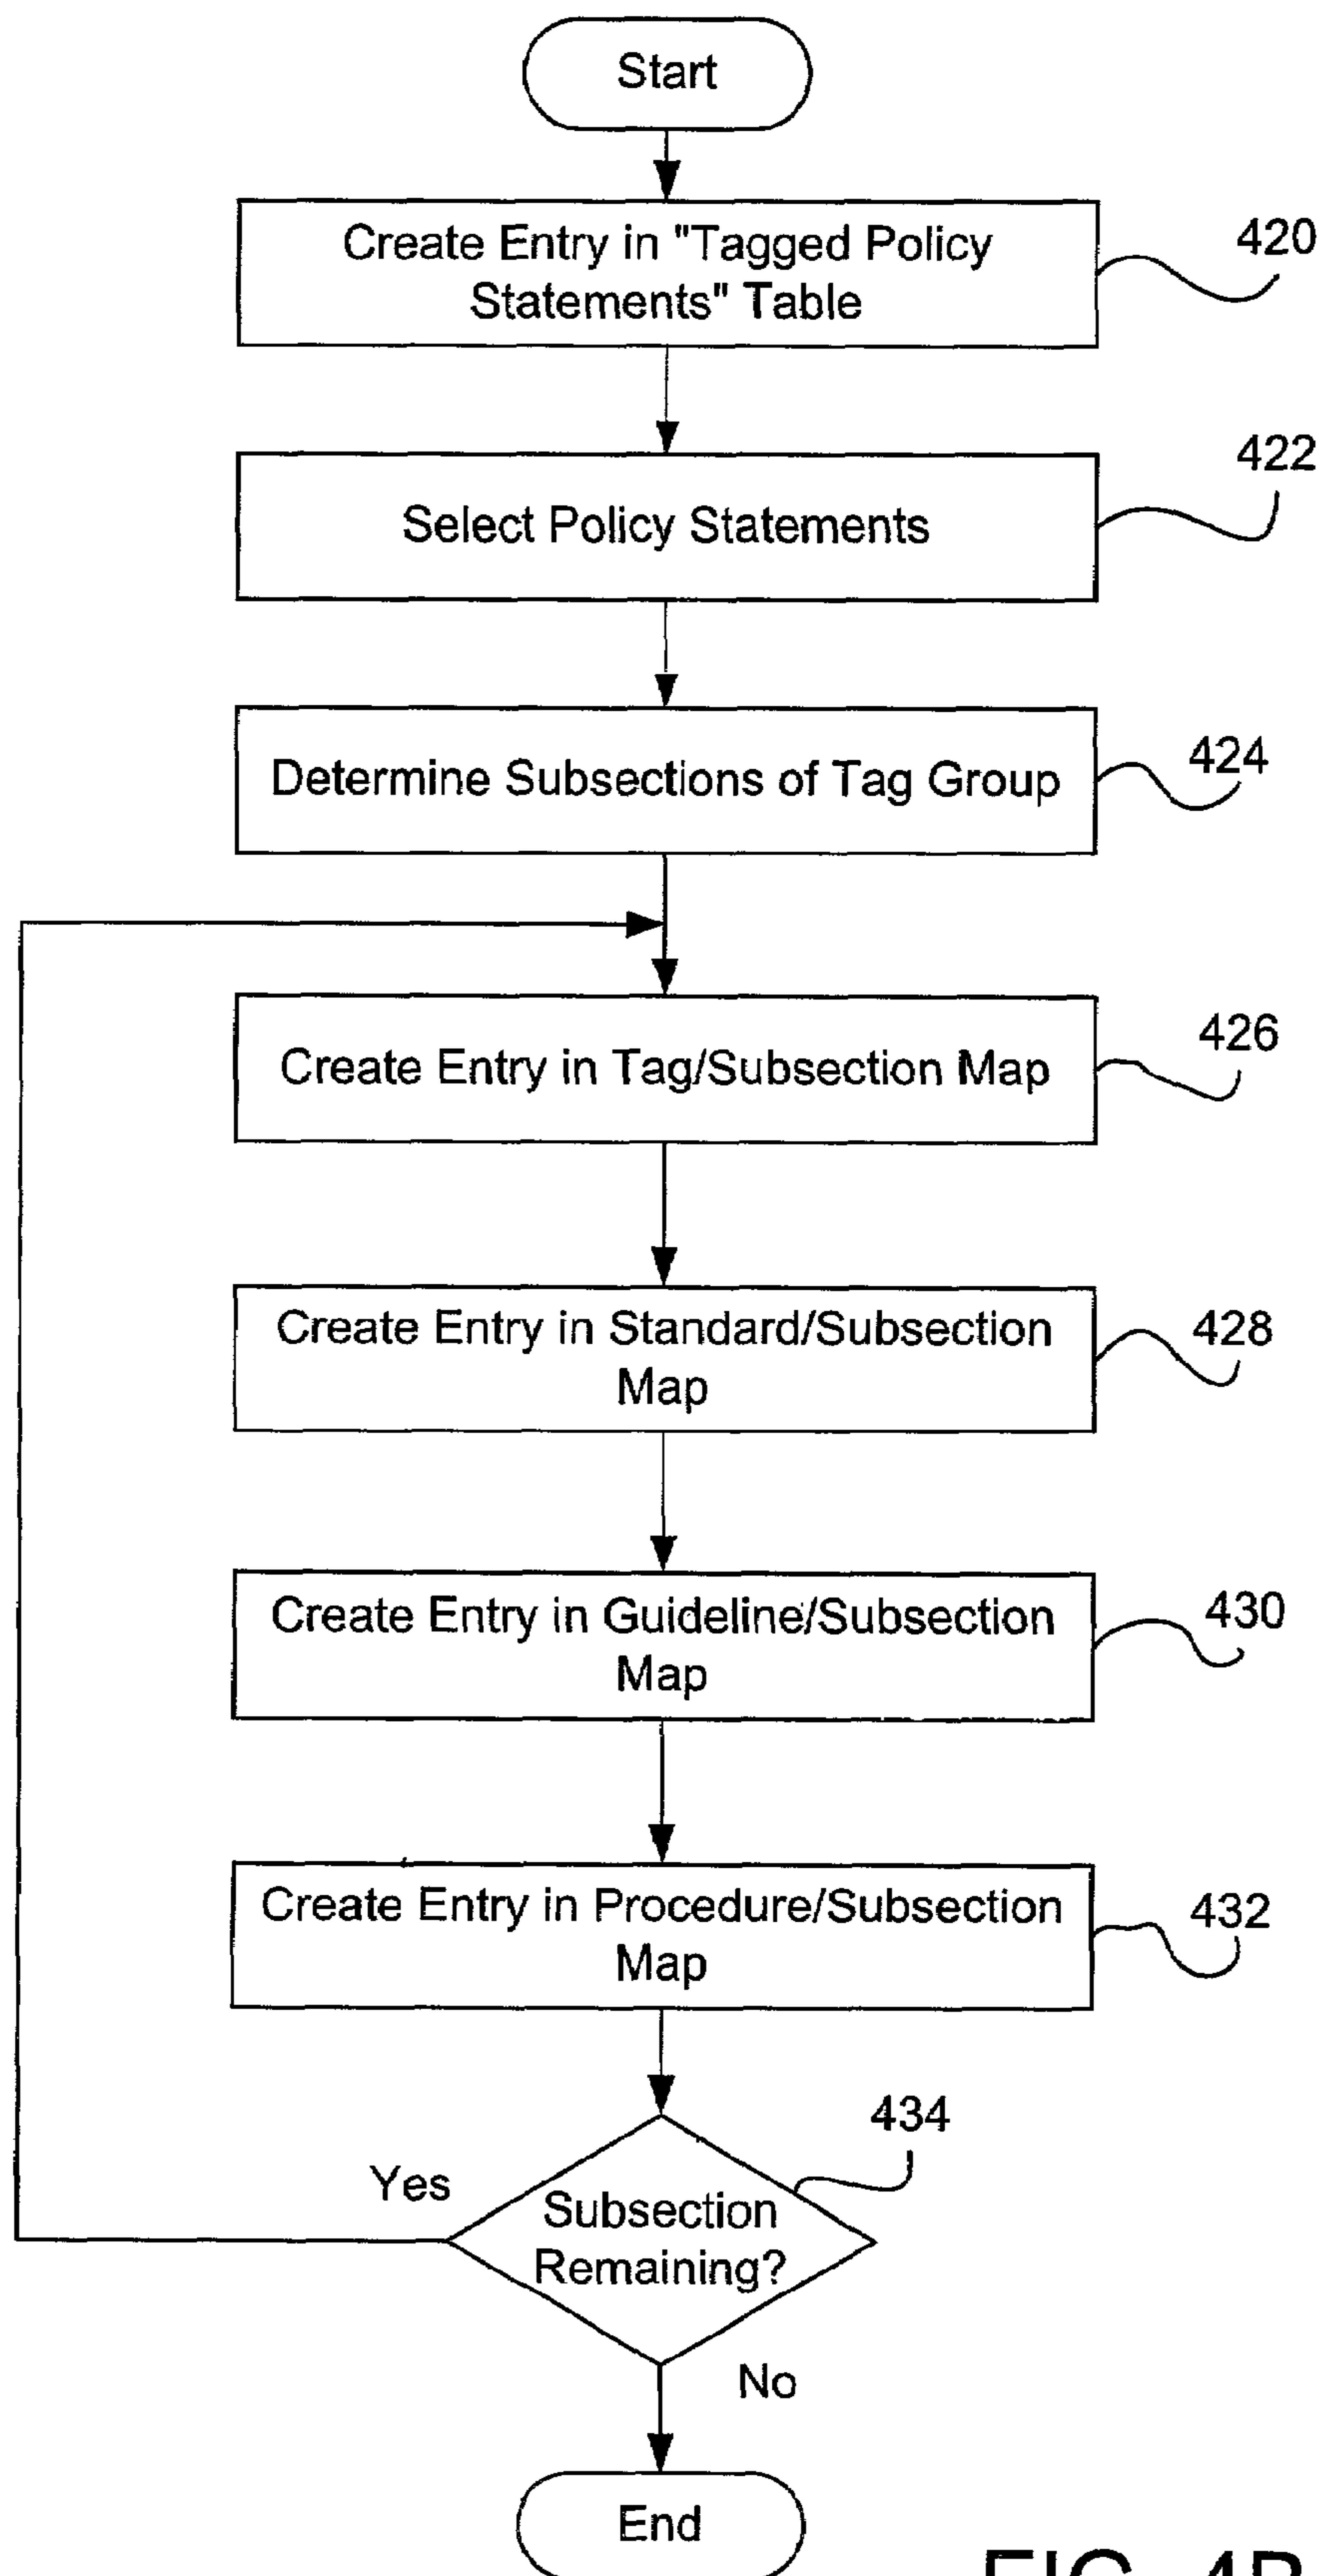 Start
Create Entry in "Tagged Policy
Statements" Table
420
Select Policy Statements
422
Determine Subsections of Tag Group
424
Create Entry in Tag/Subsection Map
426
Create Entry in Standard/Subsection
Map
428
Create Entry in Guideline/Subsection
Map
430
Create Entry in Procedure/Subsection
Map
432
434
Yes
Subsection
Remaining?
No
End
FIG. 4B